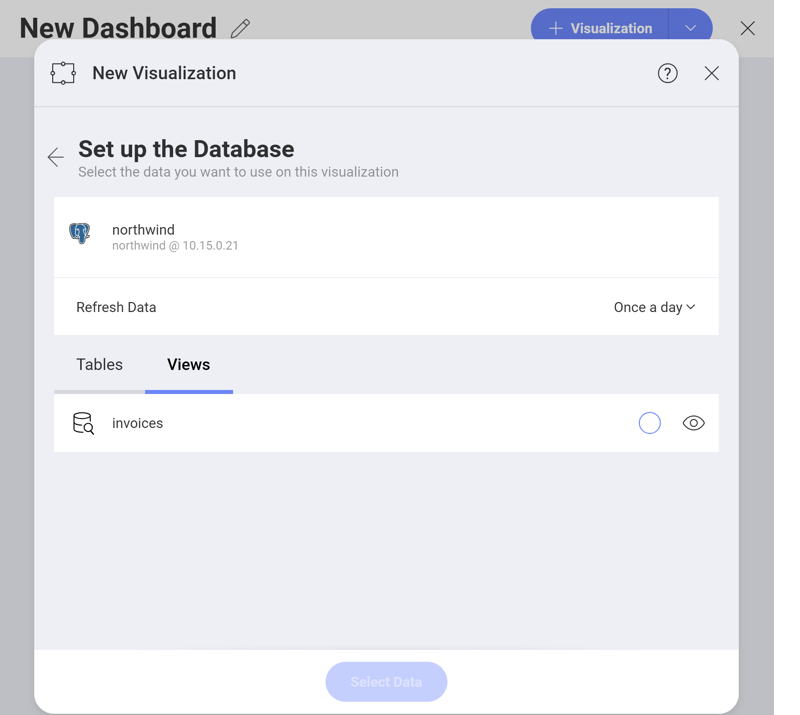 New Dashboard
Visualization
New Visualization
?
Set up the Database
Select the data you want to use on this visualization
northwind
northwind @ 10.15.0.21
Refresh Data
Once a day
Tables
Views
invoices
Select Data